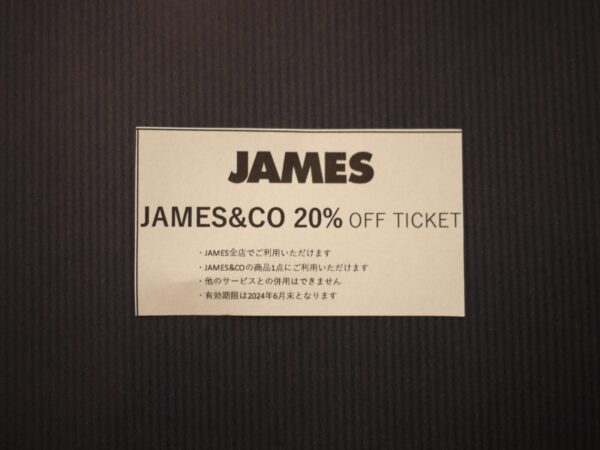 JAMES
JAMES&CO 20% OFF TICKET
・JAMES全店でご利用いただけます
・JAMES&COの商品1点にご利用いただけます
・他のサービスとの併用はできません
・有効期限は2024年6月末となります